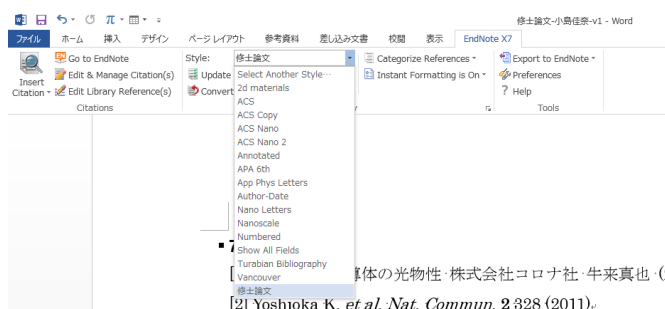 修士論文-小島佳奈-v1 - Word
ファイル ホーム 挿入 デザイン ページ レイアウト 参考資料 差し込み文書 校閲 表示 EndNote X7
Go to EndNote Style: 修士論文 Categorize References Export to EndNote
Edit & Manage Citation(s) Update Instant Formatting is On Preferences
Insert Citation Edit Library Reference(s) Convert Help
Citations Tools
Select Another Style...
2d materials
ACS
ACS Copy
ACS Nano
ACS Nano 2
Annotated
APA 6th
App Phys Letters
Author-Date
Nano Letters
Nanoscale
Numbered
Show All Fields
Turabian Bibliography
Vancouver
修士論文
体の光物性 株式会社コロナ社 牛来真也 (2
[2] Yoshioka K. et al. Nat. Commun. 2 328 (2011)